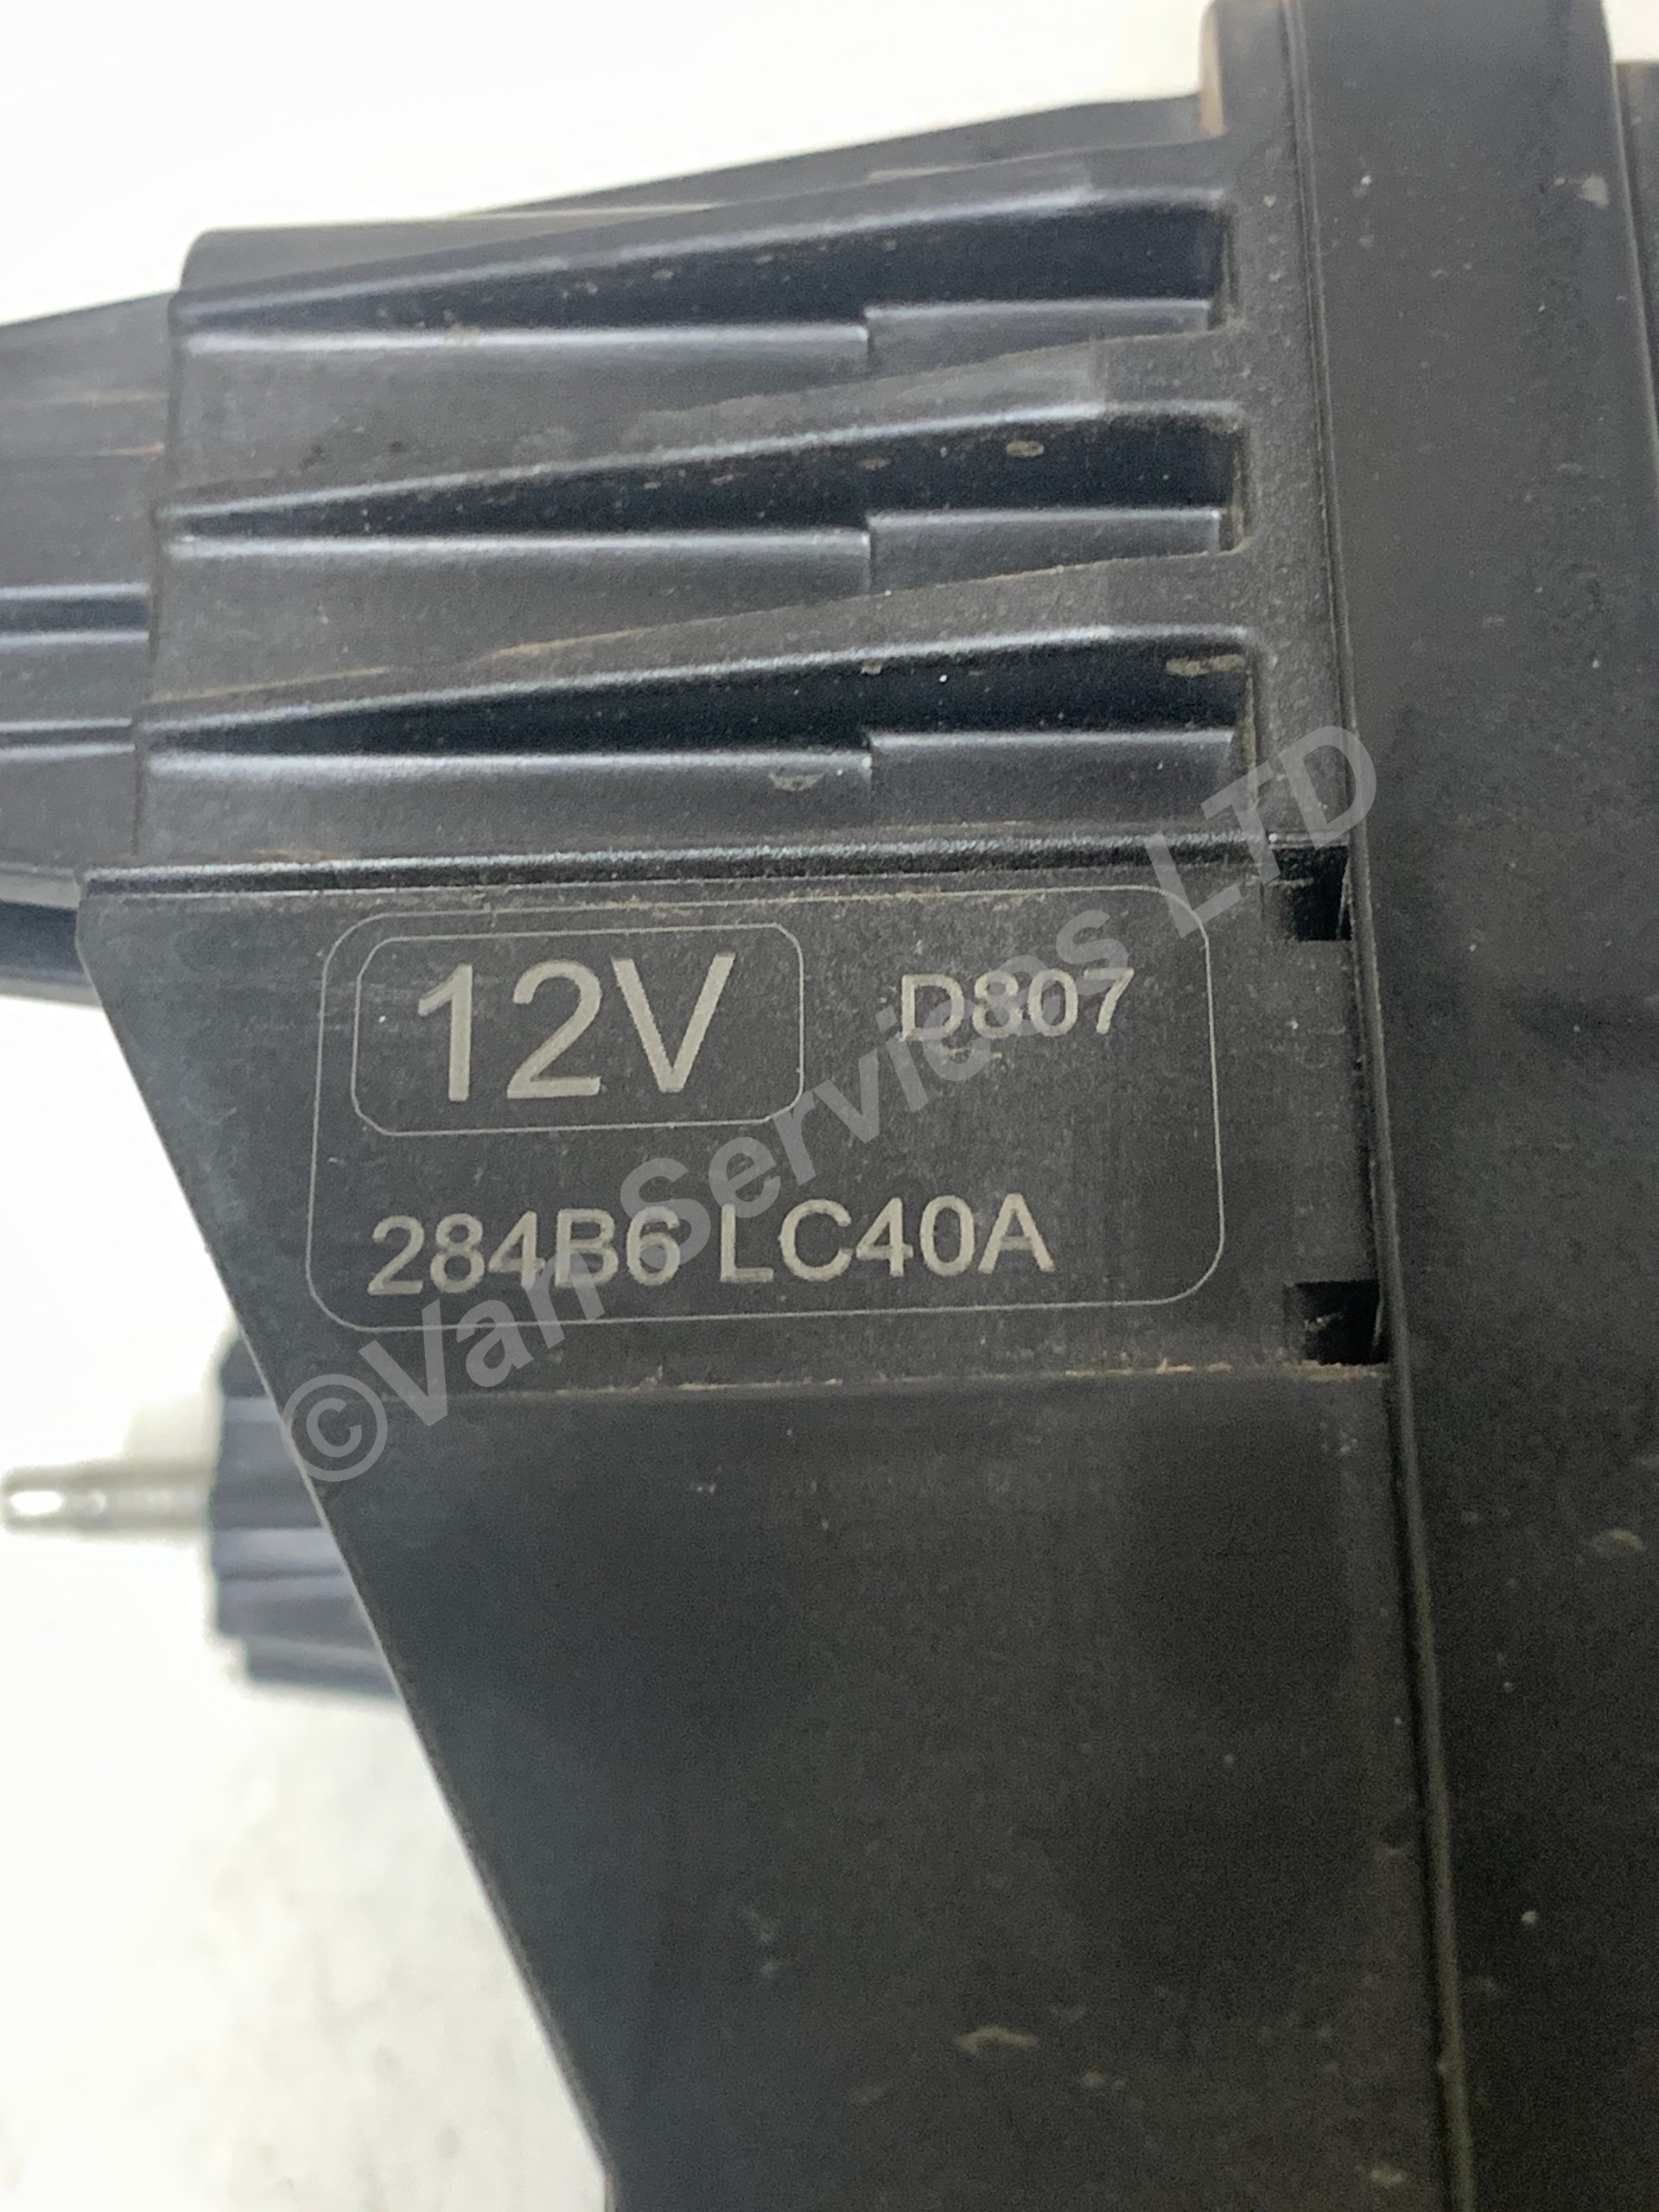 12V D807
284B6 LC40A
©Van Services LTD